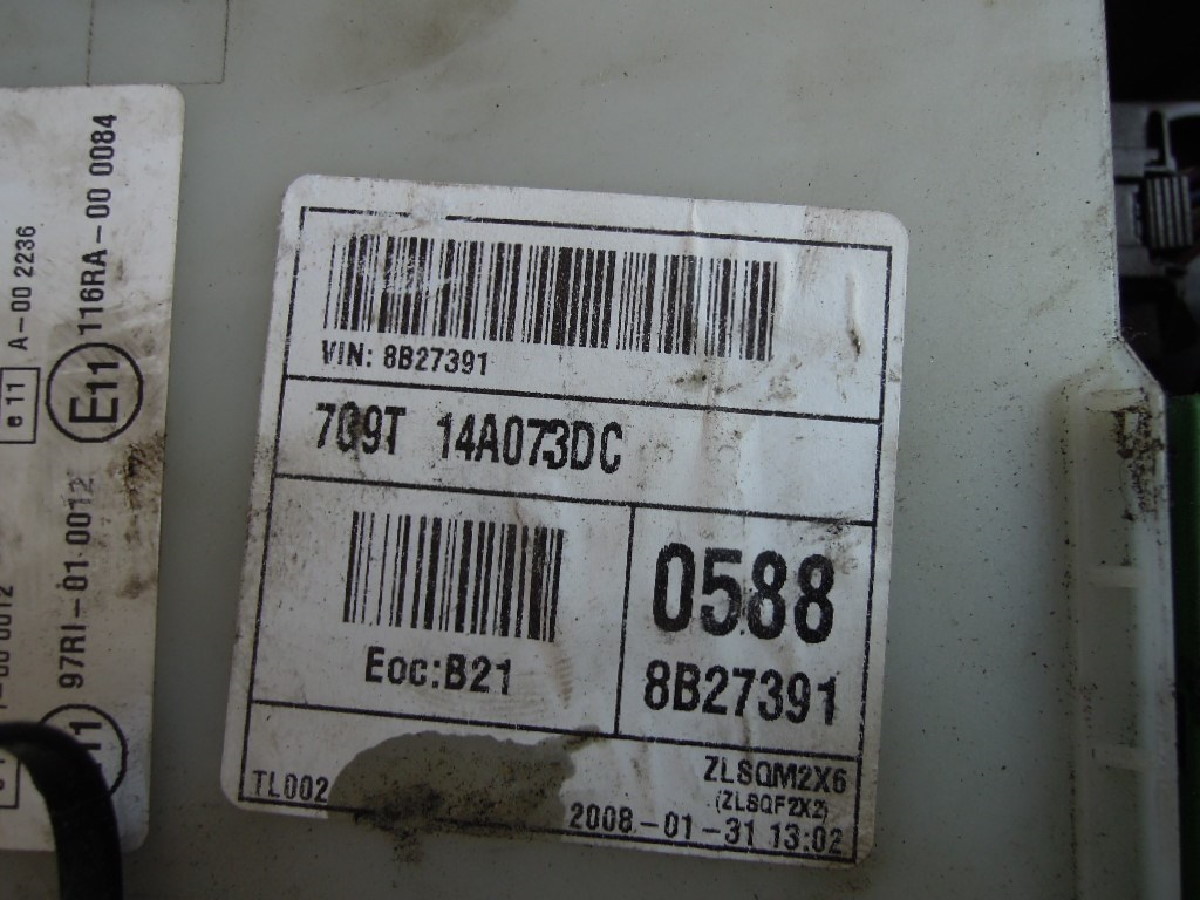 A-00 2236
e 11
116RA-00 0084
E11
97RI-01 0012
VIN: 8B27391
7G9T 14A073DC
Eoc:B21
0588
8B27391
TL002
ZLSQM2X6
(ZLSQF2X2)
2008-01-31 13:02